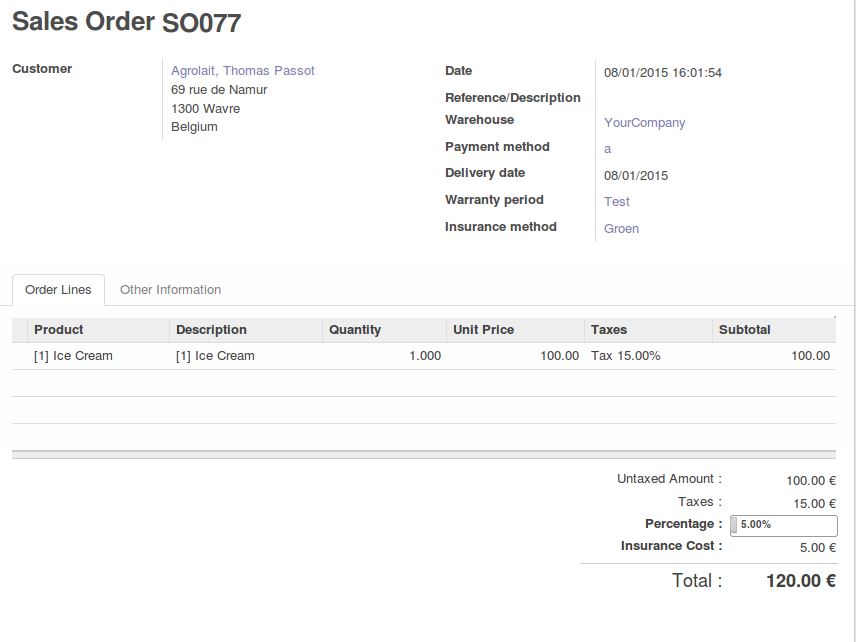 Sales Order SO077
Customer
Agrolait, Thomas Passot
69 rue de Namur
1300 Wavre
Belgium
Date 08/01/2015 16:01:54
Reference/Description
Warehouse YourCompany
Payment method a
Delivery date 08/01/2015
Warranty period Test
Insurance method Groen
Order Lines Other Information
Product Description Quantity Unit Price Taxes Subtotal
[1] Ice Cream [1] Ice Cream 1.000 100.00 Tax 15.00% 100.00
Untaxed Amount : 100.00 €
Taxes : 15.00 €
Percentage : 5.00%
Insurance Cost : 5.00 €
Total : 120.00 €